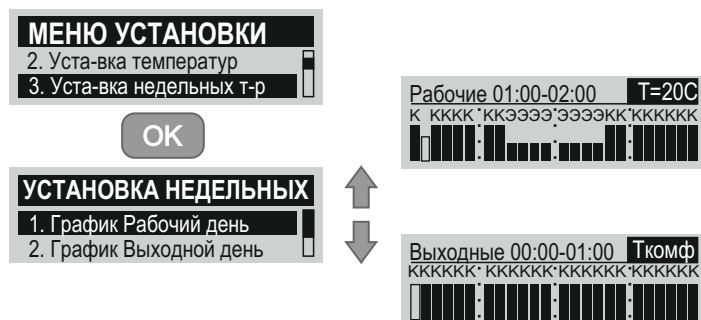 МЕНЮ УСТАНОВКИ
2. Уста-вка температур
3. Уста-вка недельных т-р
OK
УСТАНОВКА НЕДЕЛЬНЫХ
1. График Рабочий день
2. График Выходной день
Рабочие 01:00-02:00 T=20C
К КККК˙ККЭЭЭЭ˙ЭЭЭЭКК˙КККККК
Выходные 00:00-01:00 Ткомф
КККККК˙КККККК˙КККККК˙КККККК